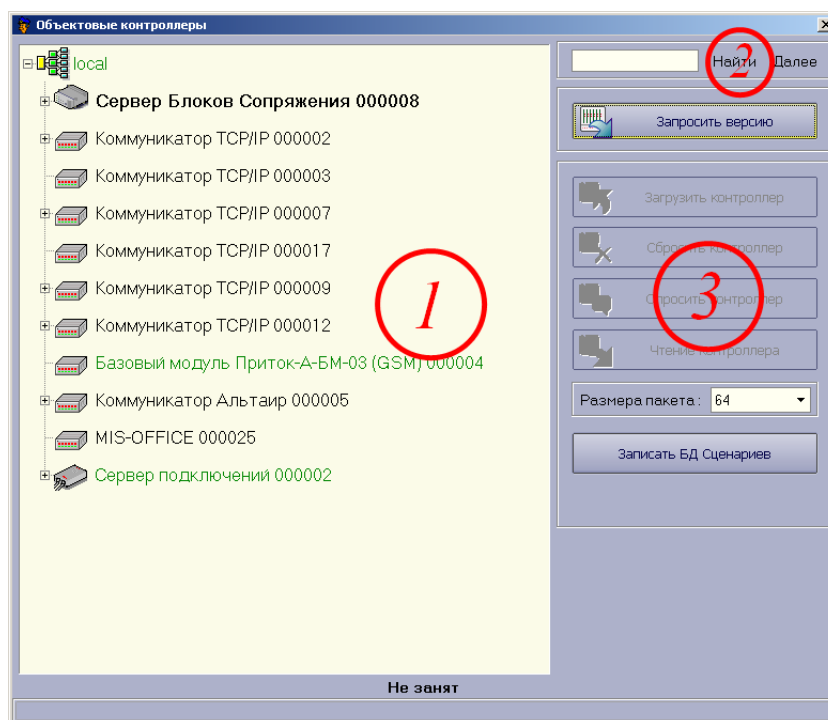 Объектовые контроллеры
local
Сервер Блоков Сопряжения 000008
Коммуникатор TCP/IP 000002
Коммуникатор TCP/IP 000003
Коммуникатор TCP/IP 000007
Коммуникатор TCP/IP 000017
Коммуникатор TCP/IP 000009
Коммуникатор TCP/IP 000012
Базовый модуль Приток-А-БМ-03 (GSM) 000004
Коммуникатор Альтаир 000005
MIS-OFFICE 000025
Сервер подключений 000002
1
Найти Далее
2
Запросить версию
Загрузить контроллер
Сбросить контроллер
Опросить контроллер
3
Чтение контроллера
Размера пакета: 64
Записать БД Сценариев
Не занят